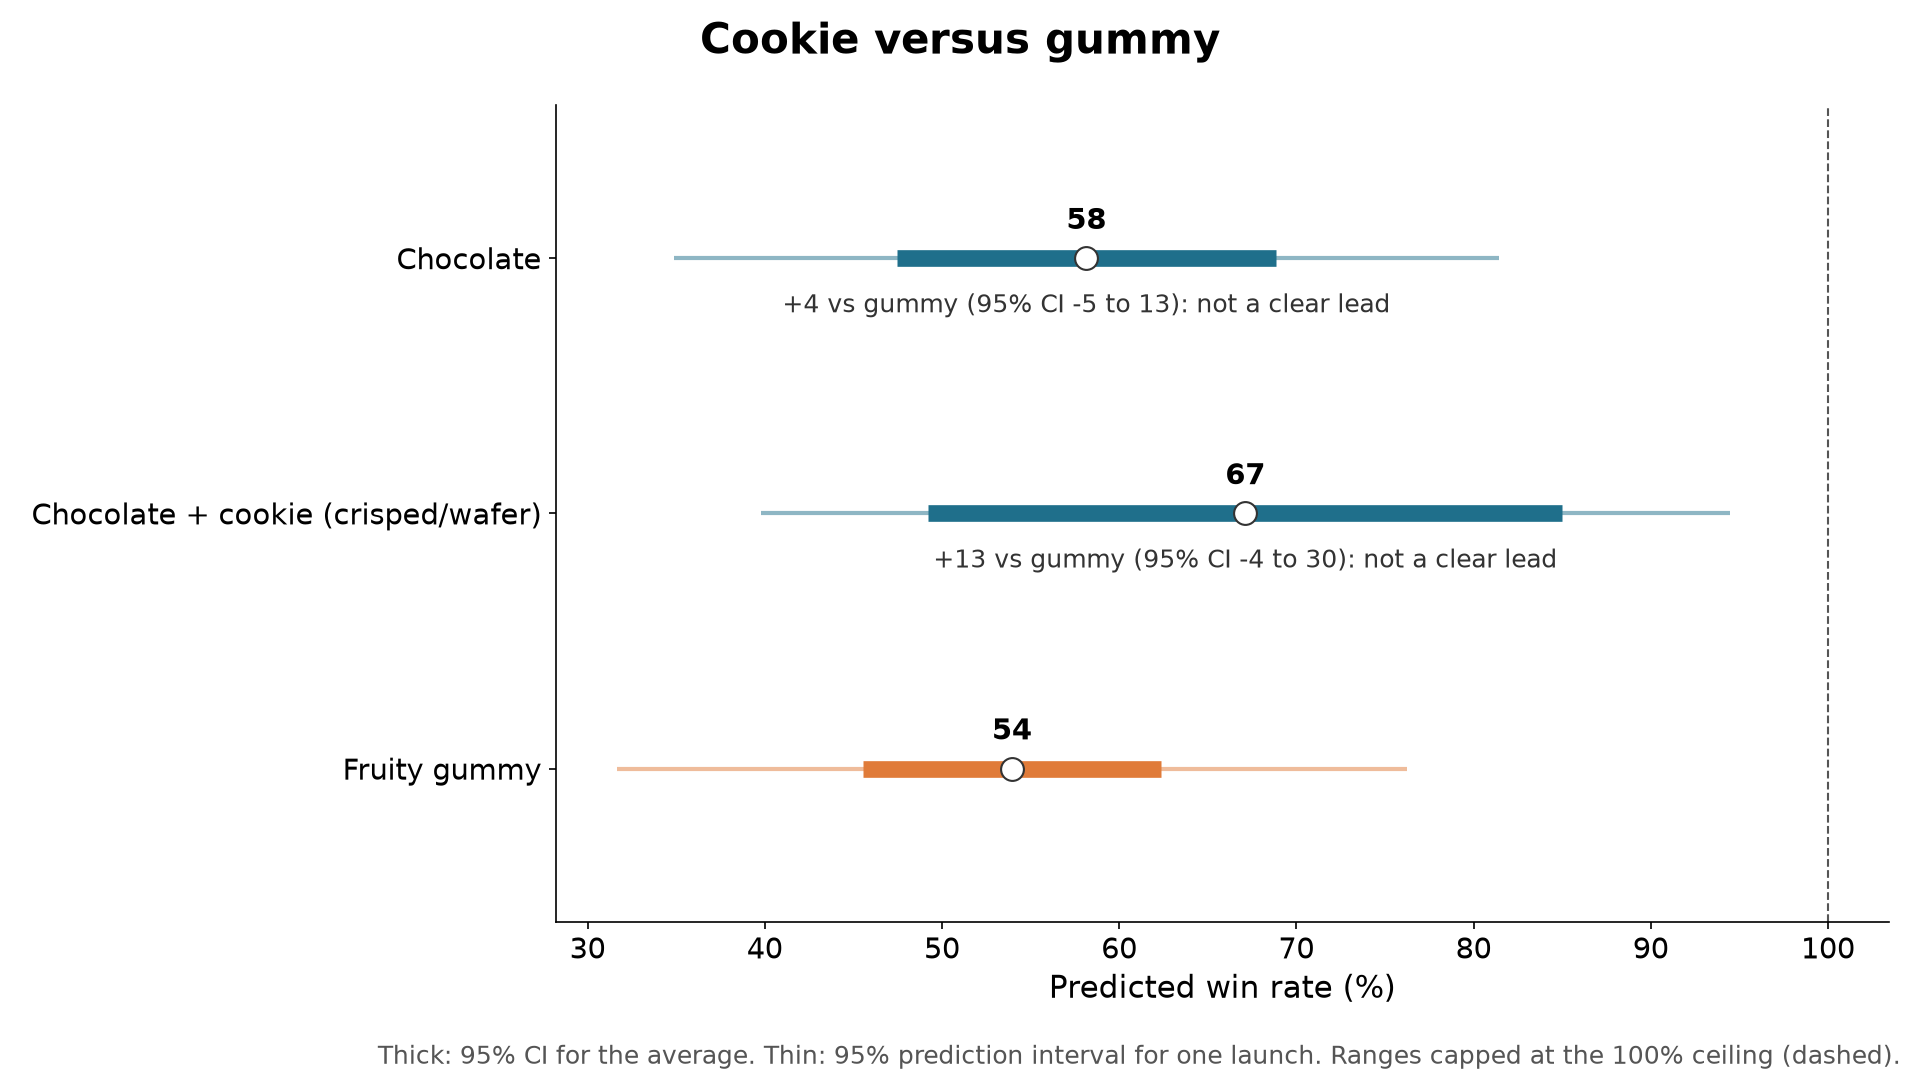 Cookie versus gummy
58
Chocolate
+4 vs gummy (95% CI -5 to 13): not a clear lead
67
Chocolate + cookie (crisped/wafer)
+13 vs gummy (95% CI -4 to 30): not a clear lead
54
Fruity gummy
30 40 50 60 70 80 90 100
Predicted win rate (%)
Thick: 95% CI for the average. Thin: 95% prediction interval for one launch. Ranges capped at the 100% ceiling (dashed).